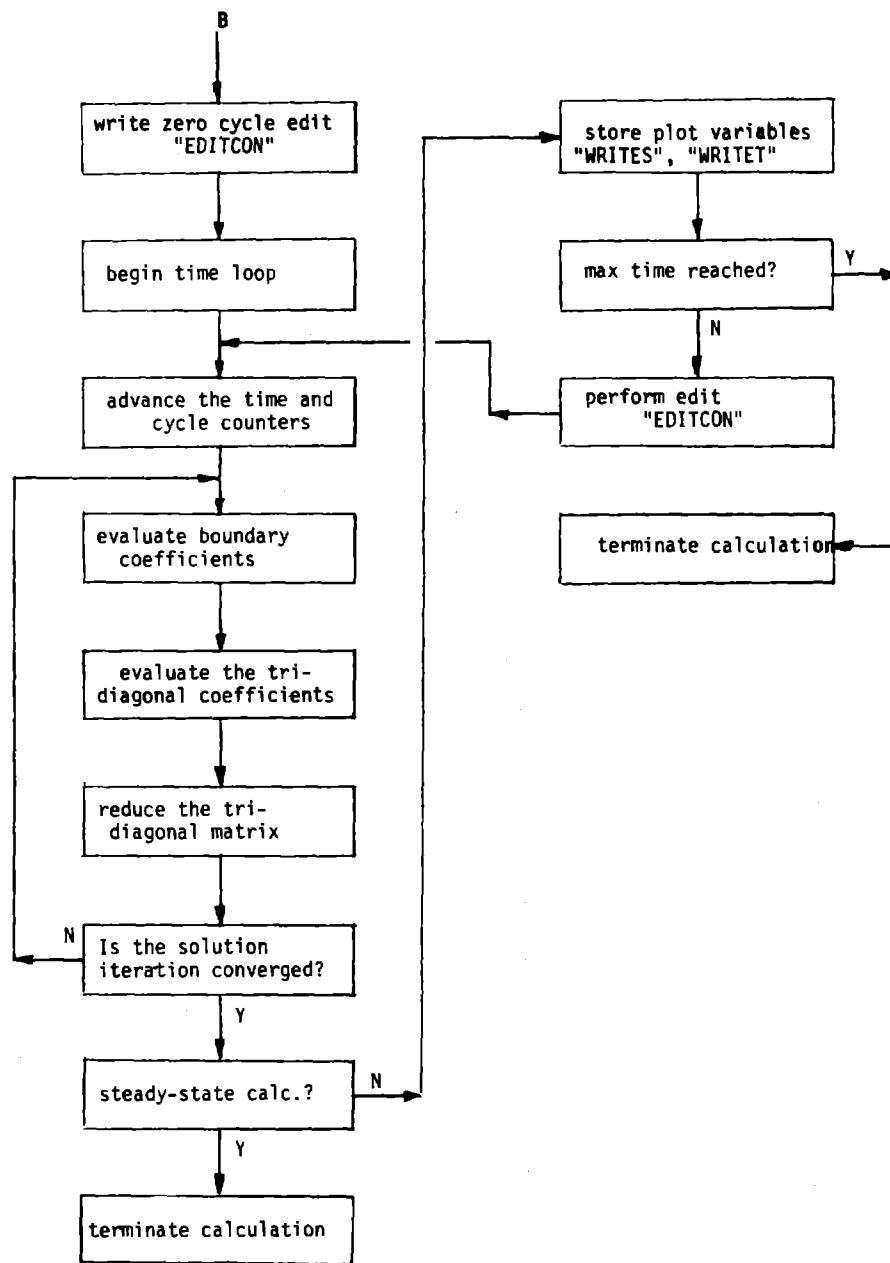 B
write zero cycle edit
"EDITCON"
begin time loop
advance the time and
cycle counters
evaluate boundary
coefficients
evaluate the tri-
diagonal coefficients
reduce the tri-
diagonal matrix
N
Is the solution
iteration converged?
Y
steady-state calc.?
N
Y
terminate calculation
store plot variables
"WRITES", "WRITET"
max time reached?
Y
N
perform edit
"EDITCON"
terminate calculation